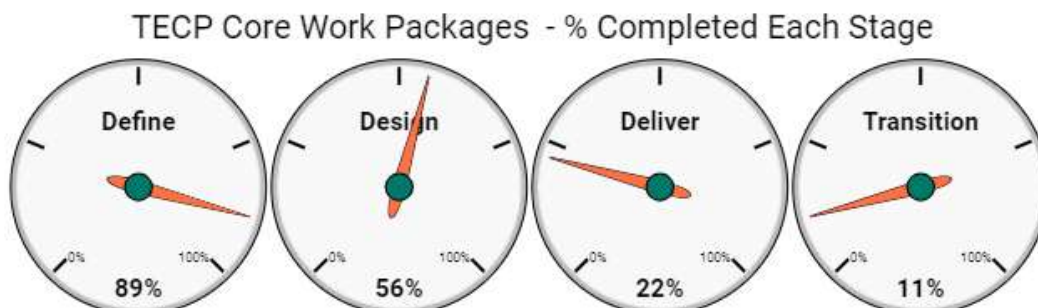 TECP Core Work Packages - % Completed Each Stage
Define
0% 100%
89%
Design
0% 100%
56%
Deliver
0% 100%
22%
Transition
0% 100%
11%